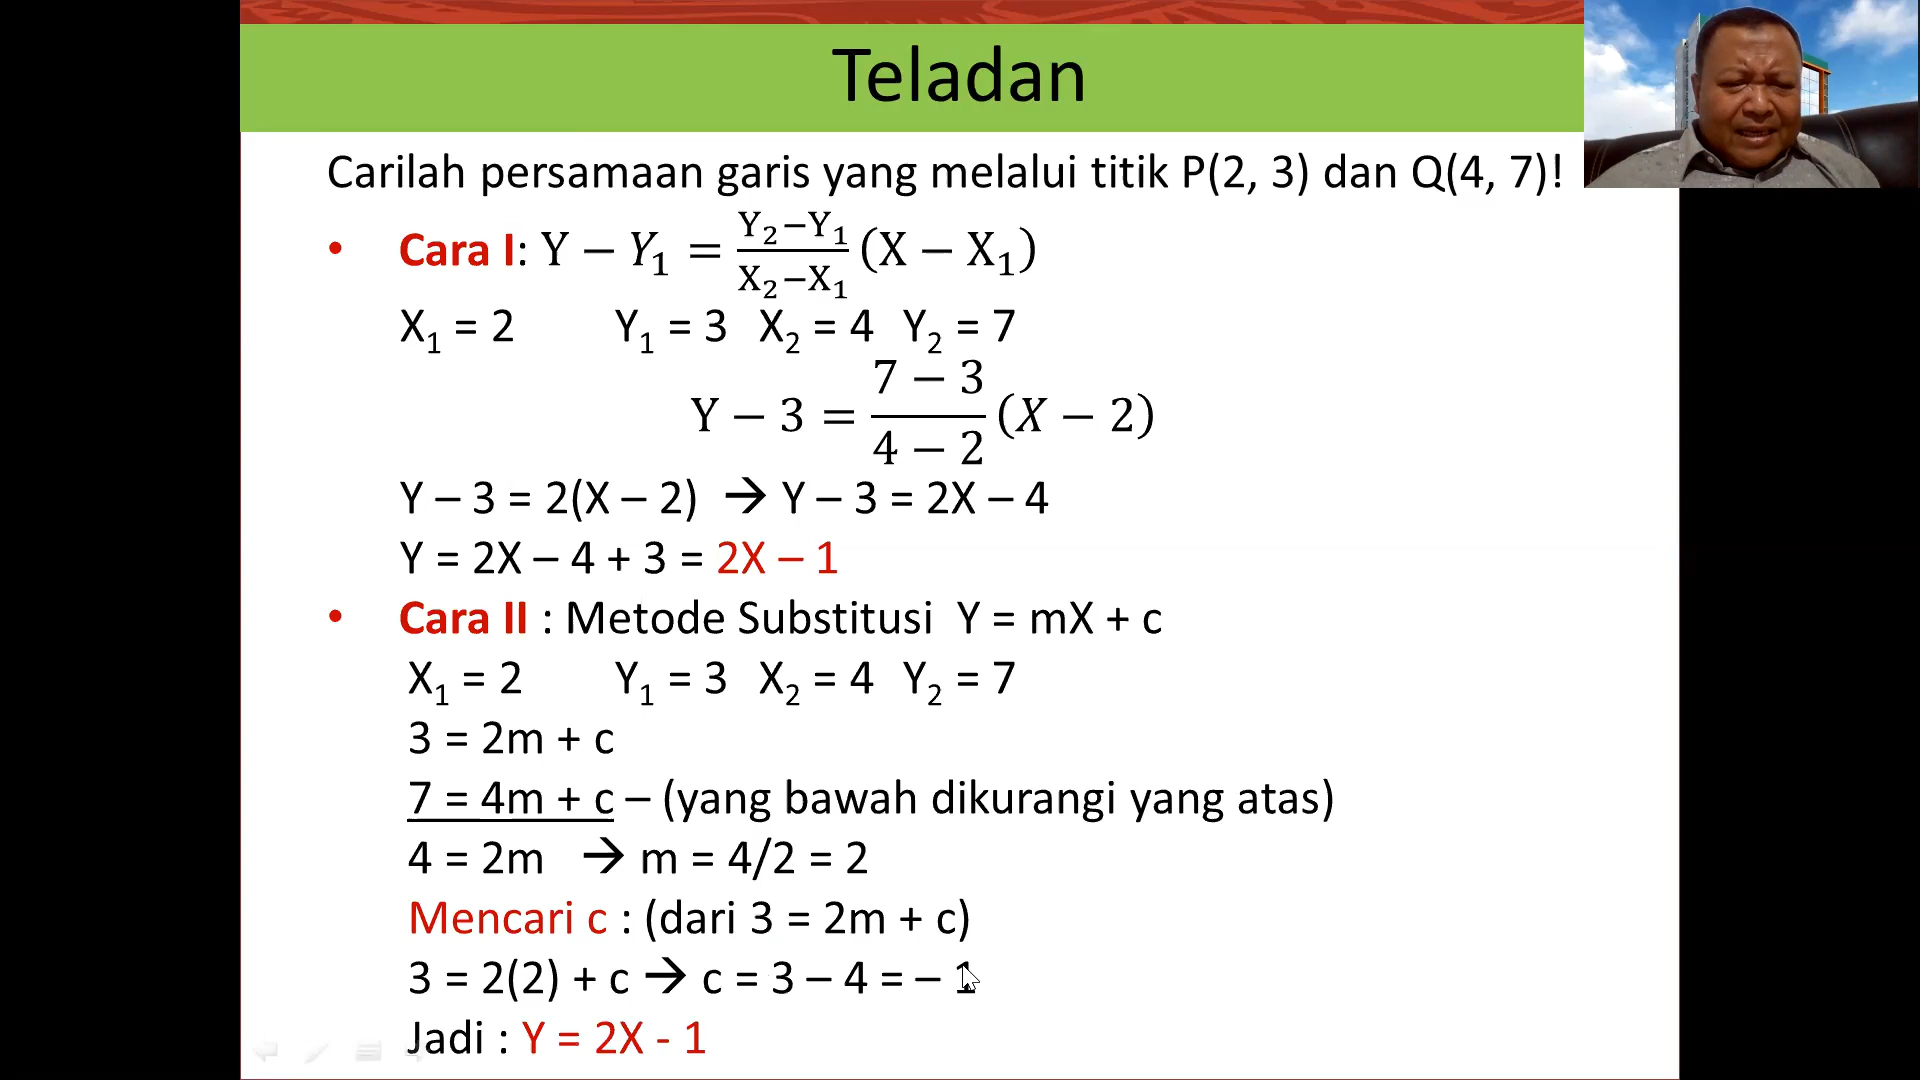 Teladan
Carilah persamaan garis yang melalui titik P(2, 3) dan Q(4, 7)!
• Cara I: Y − Y₁ = (Y₂−Y₁)/(X₂−X₁) (X − X₁)
X₁ = 2 Y₁ = 3 X₂ = 4 Y₂ = 7
Y − 3 = (7 − 3)/(4 − 2) (X − 2)
Y – 3 = 2(X – 2) → Y – 3 = 2X – 4
Y = 2X – 4 + 3 = 2X – 1
• Cara II : Metode Substitusi Y = mX + c
X₁ = 2 Y₁ = 3 X₂ = 4 Y₂ = 7
3 = 2m + c
7 = 4m + c – (yang bawah dikurangi yang atas)
4 = 2m → m = 4/2 = 2
Mencari c : (dari 3 = 2m + c)
3 = 2(2) + c → c = 3 – 4 = – 1
Jadi : Y = 2X - 1